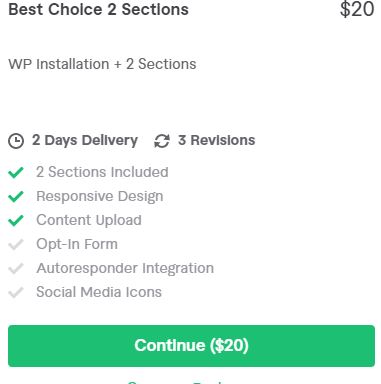 Best Choice 2 Sections $20
WP Installation + 2 Sections
2 Days Delivery 3 Revisions
2 Sections Included
Responsive Design
Content Upload
Opt-In Form
Autoresponder Integration
Social Media Icons
Continue ($20)